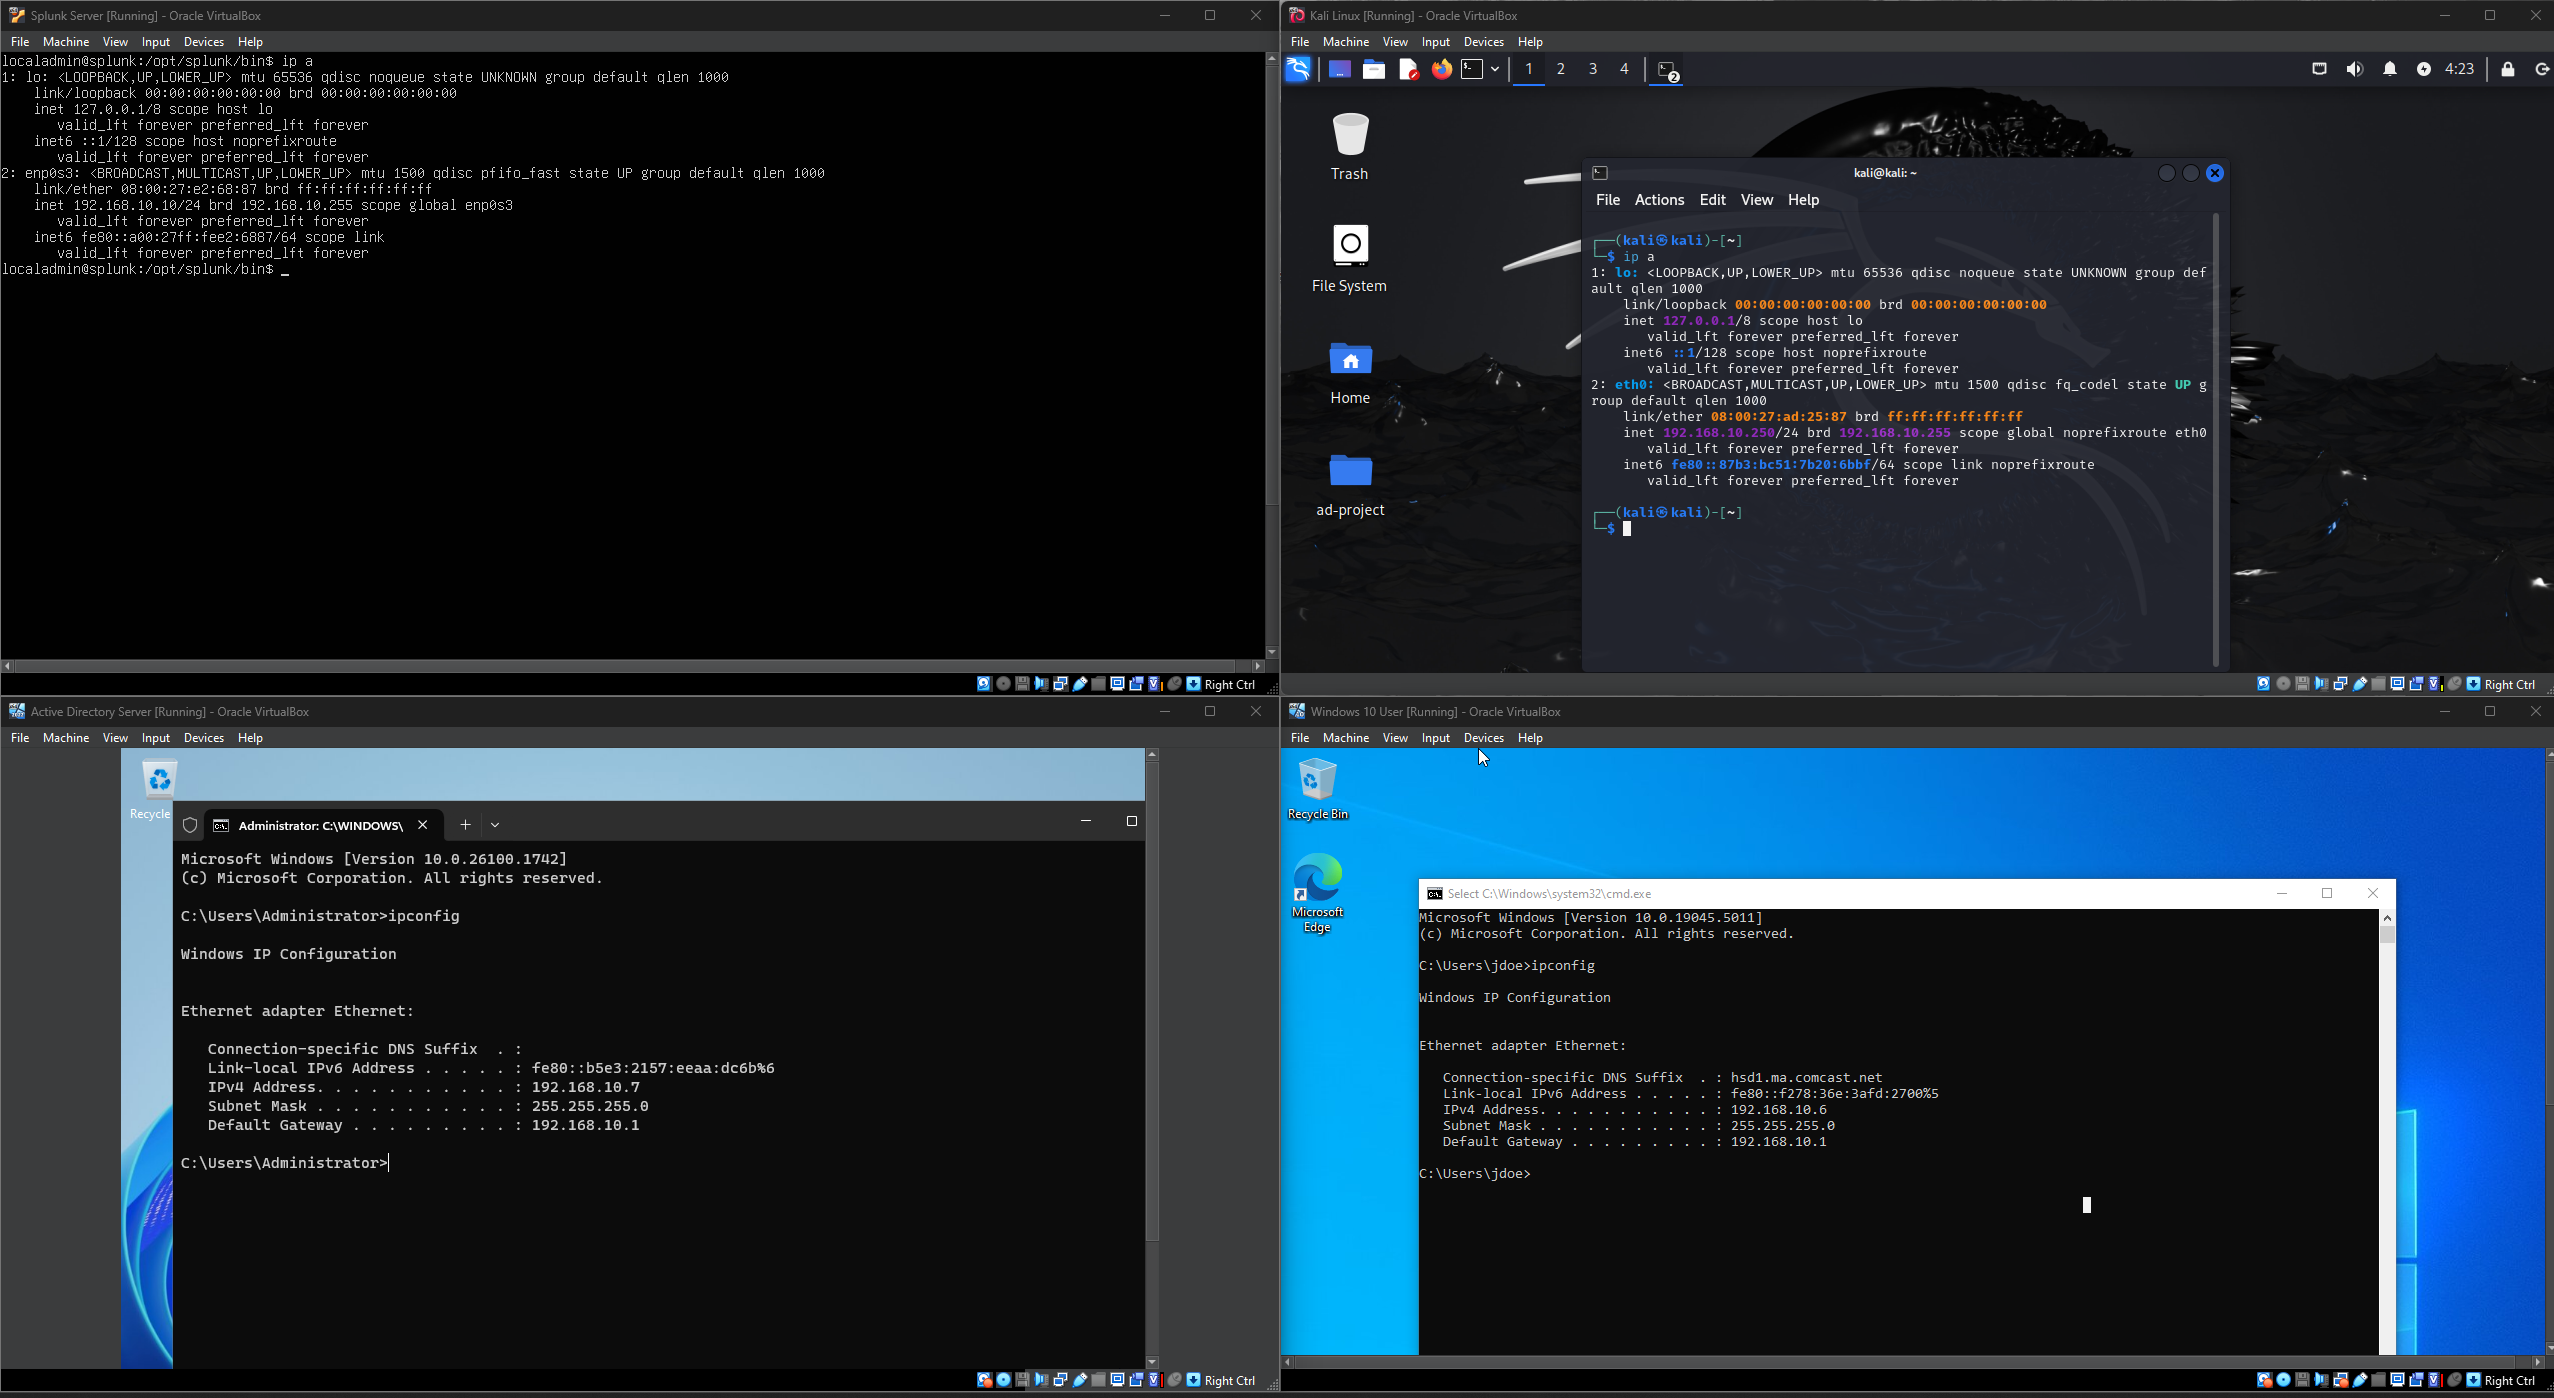 Splunk Server [Running] - Oracle VirtualBox
File Machine View Input Devices Help
localadmin@splunk:/opt/splunk/bin$ ip a
1: lo: <LOOPBACK,UP,LOWER_UP> mtu 65536 qdisc noqueue state UNKNOWN group default qlen 1000
link/loopback 00:00:00:00:00:00 brd 00:00:00:00:00:00
inet 127.0.0.1/8 scope host lo
valid_lft forever preferred_lft forever
inet6 ::1/128 scope host noprefixroute
valid_lft forever preferred_lft forever
2: enp0s3: <BROADCAST,MULTICAST,UP,LOWER_UP> mtu 1500 qdisc pfifo_fast state UP group default qlen 1000
link/ether 08:00:27:e2:68:87 brd ff:ff:ff:ff:ff:ff
inet 192.168.10.10/24 brd 192.168.10.255 scope global enp0s3
valid_lft forever preferred_lft forever
inet6 fe80::a00:27ff:fee2:6887/64 scope link
valid_lft forever preferred_lft forever
localadmin@splunk:/opt/splunk/bin$ _
Right Ctrl
Kali Linux [Running] - Oracle VirtualBox
File Machine View Input Devices Help
1 2 3 4 2 4:23
Trash
File System
Home
ad-project
kali@kali: ~
File Actions Edit View Help
(kali㉿kali)-[~]
$ ip a
1: lo: <LOOPBACK,UP,LOWER_UP> mtu 65536 qdisc noqueue state UNKNOWN group def
ault qlen 1000
link/loopback 00:00:00:00:00:00 brd 00:00:00:00:00:00
inet 127.0.0.1/8 scope host lo
valid_lft forever preferred_lft forever
inet6 ::1/128 scope host noprefixroute
valid_lft forever preferred_lft forever
2: eth0: <BROADCAST,MULTICAST,UP,LOWER_UP> mtu 1500 qdisc fq_codel state UP g
roup default qlen 1000
link/ether 08:00:27:ad:25:87 brd ff:ff:ff:ff:ff:ff
inet 192.168.10.250/24 brd 192.168.10.255 scope global noprefixroute eth0
valid_lft forever preferred_lft forever
inet6 fe80::87b3:bc51:7b20:6bbf/64 scope link noprefixroute
valid_lft forever preferred_lft forever
(kali㉿kali)-[~]
$
Right Ctrl
Active Directory Server [Running] - Oracle VirtualBox
File Machine View Input Devices Help
Recycle
Administrator: C:\WINDOWS\
Microsoft Windows [Version 10.0.26100.1742]
(c) Microsoft Corporation. All rights reserved.
C:\Users\Administrator>ipconfig
Windows IP Configuration
Ethernet adapter Ethernet:
Connection-specific DNS Suffix . :
Link-local IPv6 Address . . . . . : fe80::b5e3:2157:eeaa:dc6b%6
IPv4 Address. . . . . . . . . . . : 192.168.10.7
Subnet Mask . . . . . . . . . . . : 255.255.255.0
Default Gateway . . . . . . . . . : 192.168.10.1
C:\Users\Administrator>
Right Ctrl
Windows 10 User [Running] - Oracle VirtualBox
File Machine View Input Devices Help
Recycle Bin
Microsoft
Edge
Select C:\Windows\system32\cmd.exe
Microsoft Windows [Version 10.0.19045.5011]
(c) Microsoft Corporation. All rights reserved.
C:\Users\jdoe>ipconfig
Windows IP Configuration
Ethernet adapter Ethernet:
Connection-specific DNS Suffix . : hsd1.ma.comcast.net
Link-local IPv6 Address . . . . . : fe80::f278:36e:3afd:2700%5
IPv4 Address. . . . . . . . . . . : 192.168.10.6
Subnet Mask . . . . . . . . . . . : 255.255.255.0
Default Gateway . . . . . . . . . : 192.168.10.1
C:\Users\jdoe>
Right Ctrl